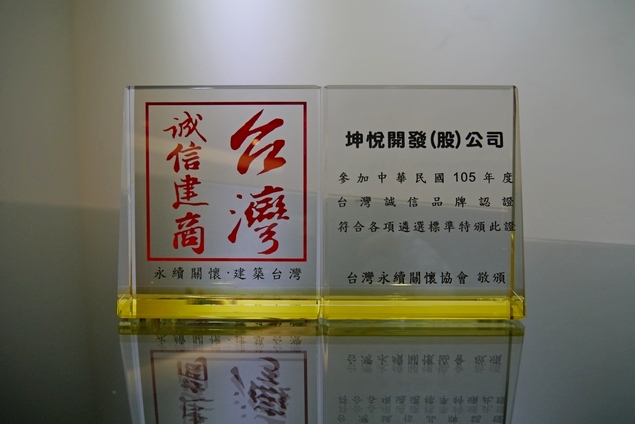 台灣
誠信建商
永續關懷·建築台灣
坤悅開發(股)公司
參加中華民國105年度
台灣誠信品牌認證
符合各項遴選標準特頒此證
台灣永續關懷協會 敬頒